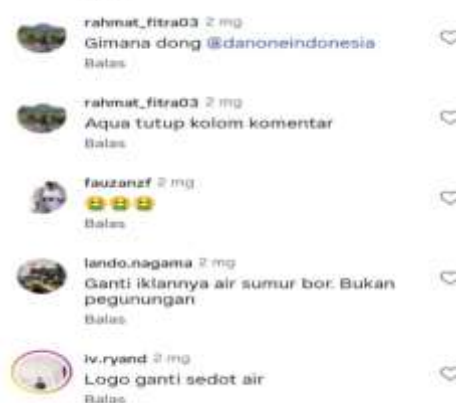 rahmat_fitra03 2 mg
Gimana dong @danoneindonesia
Balas
rahmat_fitra03 2 mg
Aqua tutup kolom komentar
Balas
fauzanzf 2 mg
😂😂😂
Balas
lando.nagama 2 mg
Ganti iklannya air sumur bor. Bukan
pegunungan
Balas
iv.ryand 2 mg
Logo ganti sedot air
Balas